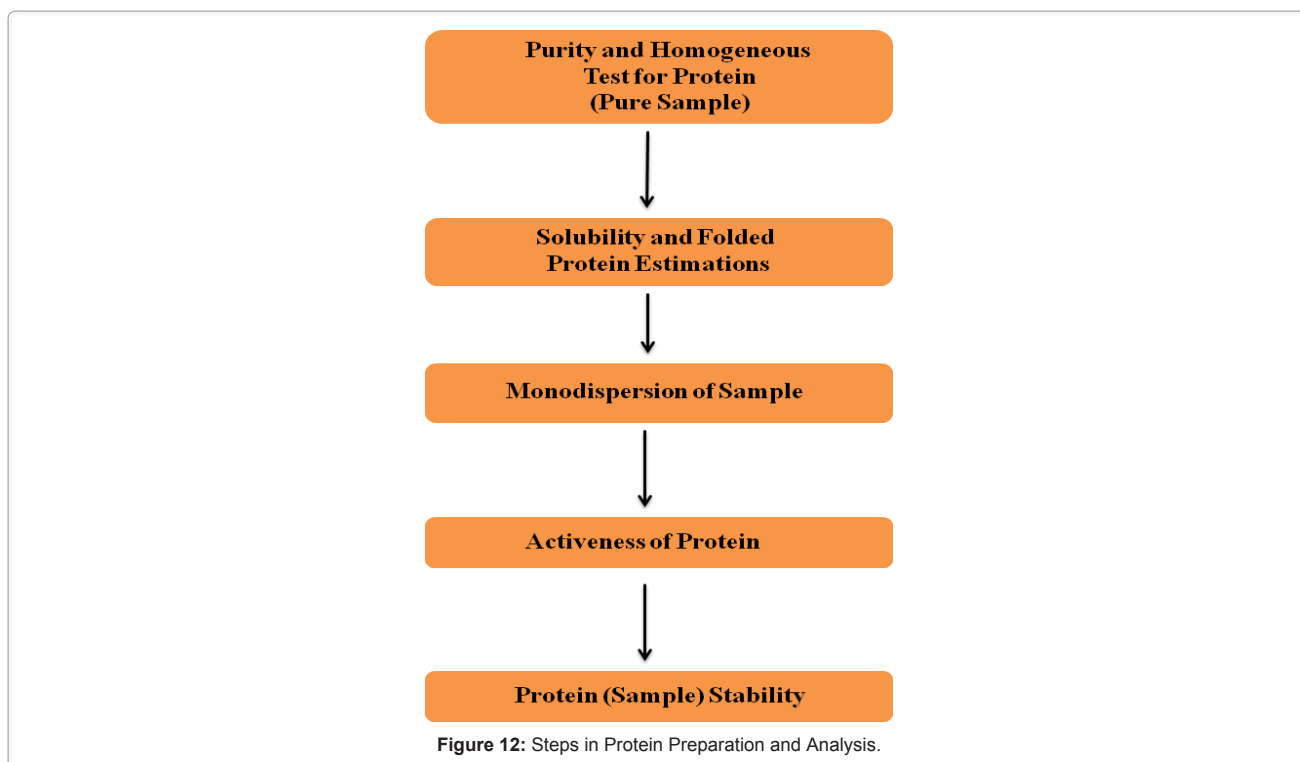 Purity and Homogeneous
Test for Protein
(Pure Sample)
Solubility and Folded
Protein Estimations
Monodispersion of Sample
Activeness of Protein
Protein (Sample) Stability
Figure 12: Steps in Protein Preparation and Analysis.